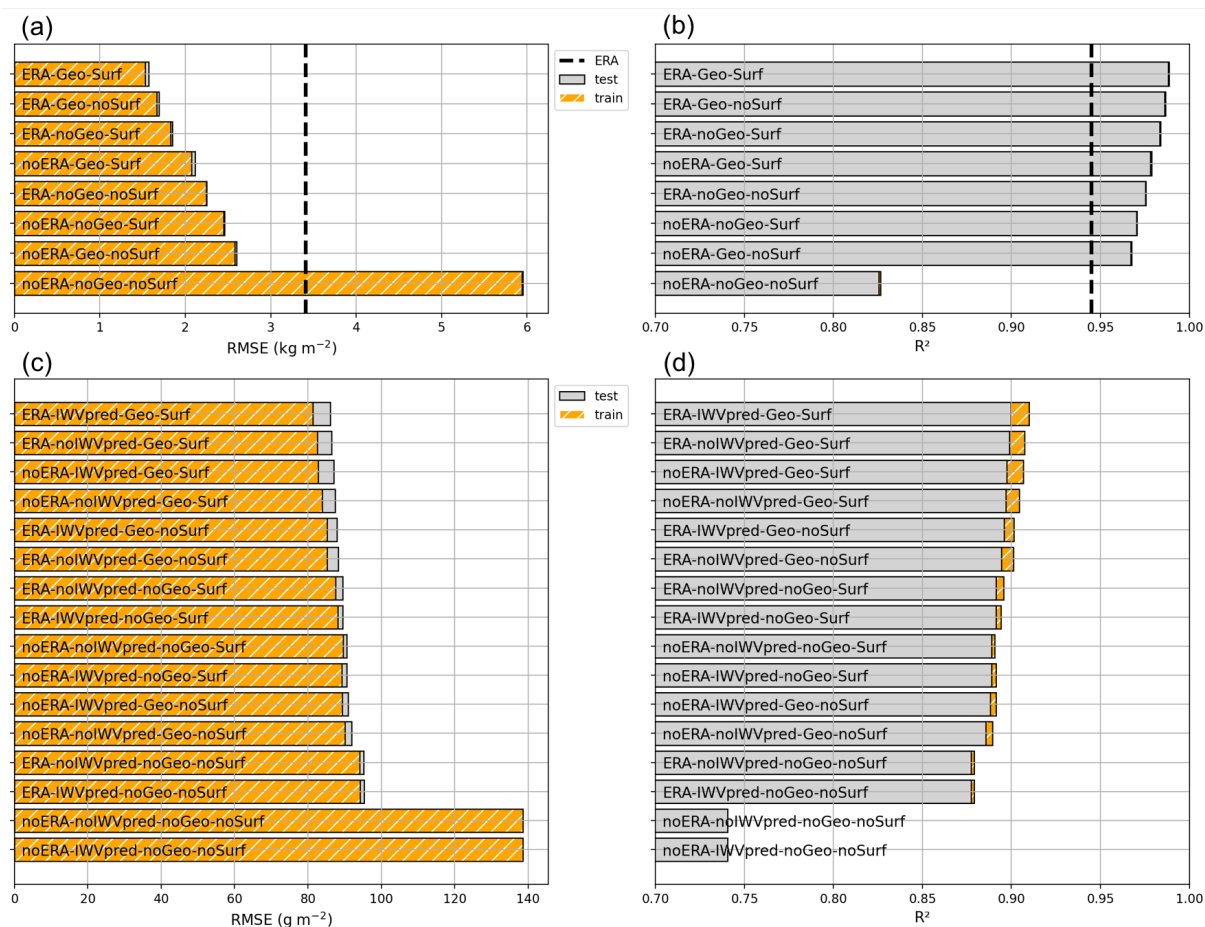 (a)
ERA-Geo-Surf
ERA-Geo-noSurf
ERA-noGeo-Surf
noERA-Geo-Surf
ERA-noGeo-noSurf
noERA-noGeo-Surf
noERA-Geo-noSurf
noERA-noGeo-noSurf
0 1 2 3 4 5 6
RMSE (kg m⁻²)
ERA
test
train
(b)
ERA-Geo-Surf
ERA-Geo-noSurf
ERA-noGeo-Surf
noERA-Geo-Surf
ERA-noGeo-noSurf
noERA-noGeo-Surf
noERA-Geo-noSurf
noERA-noGeo-noSurf
0.70 0.75 0.80 0.85 0.90 0.95 1.00
R²
(c)
ERA-IWVpred-Geo-Surf
ERA-noIWVpred-Geo-Surf
noERA-IWVpred-Geo-Surf
noERA-noIWVpred-Geo-Surf
ERA-IWVpred-Geo-noSurf
ERA-noIWVpred-Geo-noSurf
ERA-noIWVpred-noGeo-Surf
ERA-IWVpred-noGeo-Surf
noERA-noIWVpred-noGeo-Surf
noERA-IWVpred-noGeo-Surf
noERA-IWVpred-Geo-noSurf
noERA-noIWVpred-Geo-noSurf
ERA-noIWVpred-noGeo-noSurf
ERA-IWVpred-noGeo-noSurf
noERA-noIWVpred-noGeo-noSurf
noERA-IWVpred-noGeo-noSurf
0 20 40 60 80 100 120 140
RMSE (g m⁻²)
test
train
(d)
ERA-IWVpred-Geo-Surf
ERA-noIWVpred-Geo-Surf
noERA-IWVpred-Geo-Surf
noERA-noIWVpred-Geo-Surf
ERA-IWVpred-Geo-noSurf
ERA-noIWVpred-Geo-noSurf
ERA-noIWVpred-noGeo-Surf
ERA-IWVpred-noGeo-Surf
noERA-noIWVpred-noGeo-Surf
noERA-IWVpred-noGeo-Surf
noERA-IWVpred-Geo-noSurf
noERA-noIWVpred-Geo-noSurf
ERA-noIWVpred-noGeo-noSurf
ERA-IWVpred-noGeo-noSurf
noERA-noIWVpred-noGeo-noSurf
noERA-IWVpred-noGeo-noSurf
0.70 0.75 0.80 0.85 0.90 0.95 1.00
R²